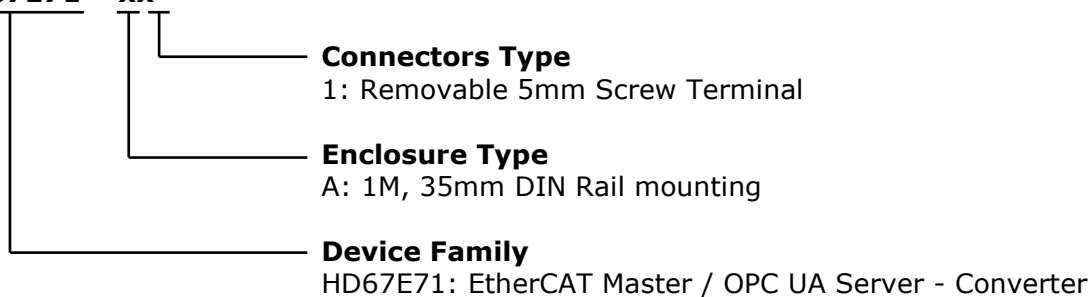 Connectors Type
1: Removable 5mm Screw Terminal
Enclosure Type
A: 1M, 35mm DIN Rail mounting
Device Family
HD67E71: EtherCAT Master / OPC UA Server - Converter